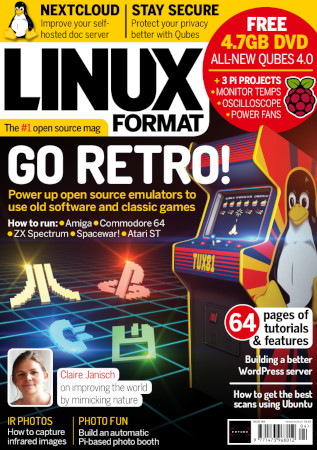 NEXTCLOUD
Improve your self-
hosted doc server
STAY SECURE
Protect your privacy
better with Qubes
FREE
4.7GB DVD
ALL-NEW QUBES 4.0
+ 3 PI PROJECTS
• MONITOR TEMPS
• OSCILLOSCOPE
• POWER FANS
LINUX
FORMAT
The #1 open source mag
GO RETRO!
Power up open source emulators to
use old software and classic games
How to run: • Amiga • Commodore 64
• ZX Spectrum • Spacewar! • Atari ST
TUX81
64 pages of
tutorials
& features
Building a better
WordPress server
How to get the best
scans using Ubuntu
Claire Janisch
on improving the world
by mimicking nature
IR PHOTOS
How to capture
infrared images
PHOTO FUN
Build an automatic
Pi-based photo booth
FUTURE